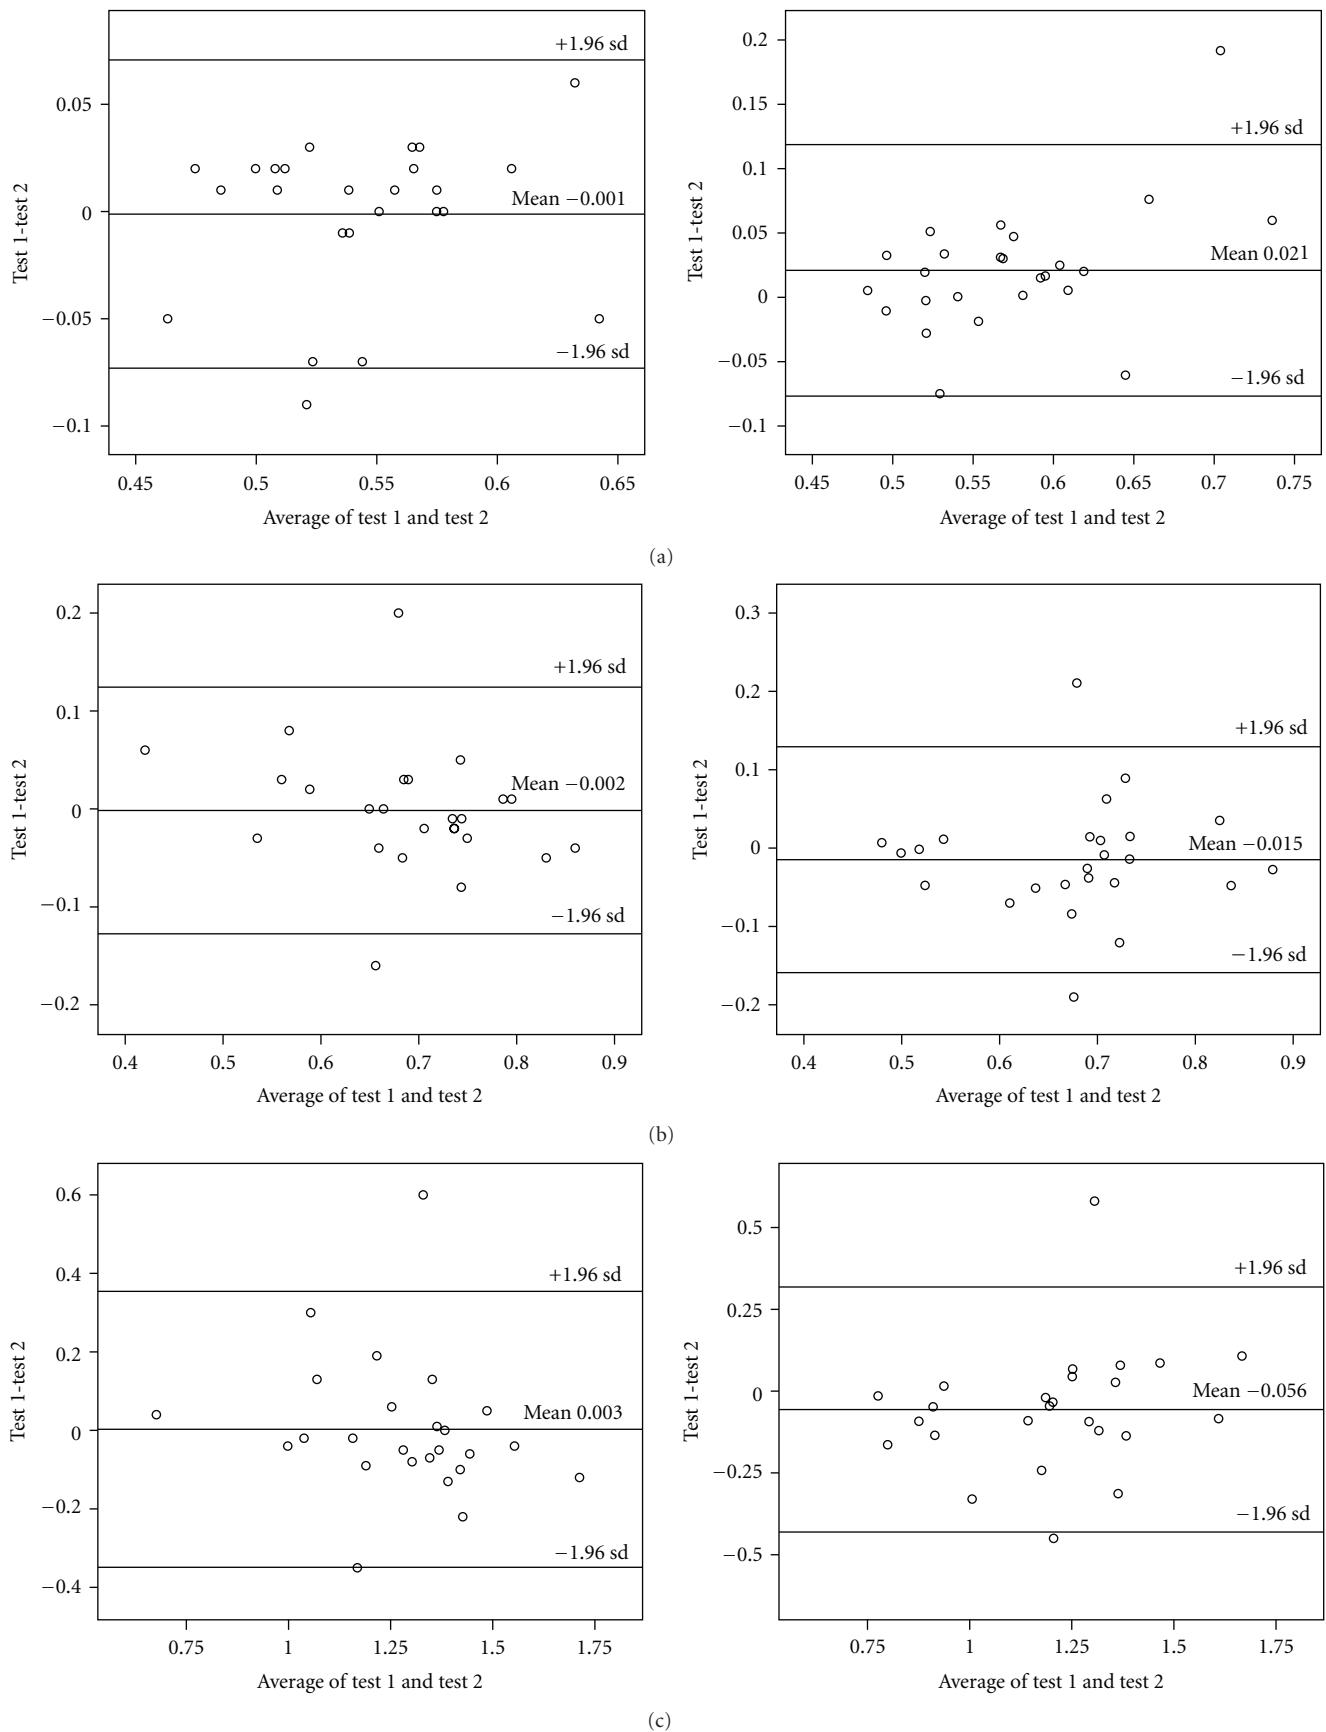 +1.96 sd
0.05
Mean −0.001
0
−0.05
−1.96 sd
−0.1
Test 1-test 2
0.45 0.5 0.55 0.6 0.65
Average of test 1 and test 2
0.2
0.15
+1.96 sd
0.1
0.05
Mean 0.021
0
−0.05
−1.96 sd
−0.1
Test 1-test 2
0.45 0.5 0.55 0.6 0.65 0.7 0.75
Average of test 1 and test 2
(a)
0.2
+1.96 sd
0.1
Mean −0.002
0
−0.1
−1.96 sd
−0.2
Test 1-test 2
0.4 0.5 0.6 0.7 0.8 0.9
Average of test 1 and test 2
0.3
0.2
+1.96 sd
0.1
Mean −0.015
0
−0.1
−1.96 sd
−0.2
Test 1-test 2
0.4 0.5 0.6 0.7 0.8 0.9
Average of test 1 and test 2
(b)
0.6
0.4
+1.96 sd
0.2
Mean 0.003
0
−0.2
−1.96 sd
−0.4
Test 1-test 2
0.75 1 1.25 1.5 1.75
Average of test 1 and test 2
0.5
+1.96 sd
0.25
Mean −0.056
0
−0.25
−1.96 sd
−0.5
Test 1-test 2
0.75 1 1.25 1.5 1.75
Average of test 1 and test 2
(c)